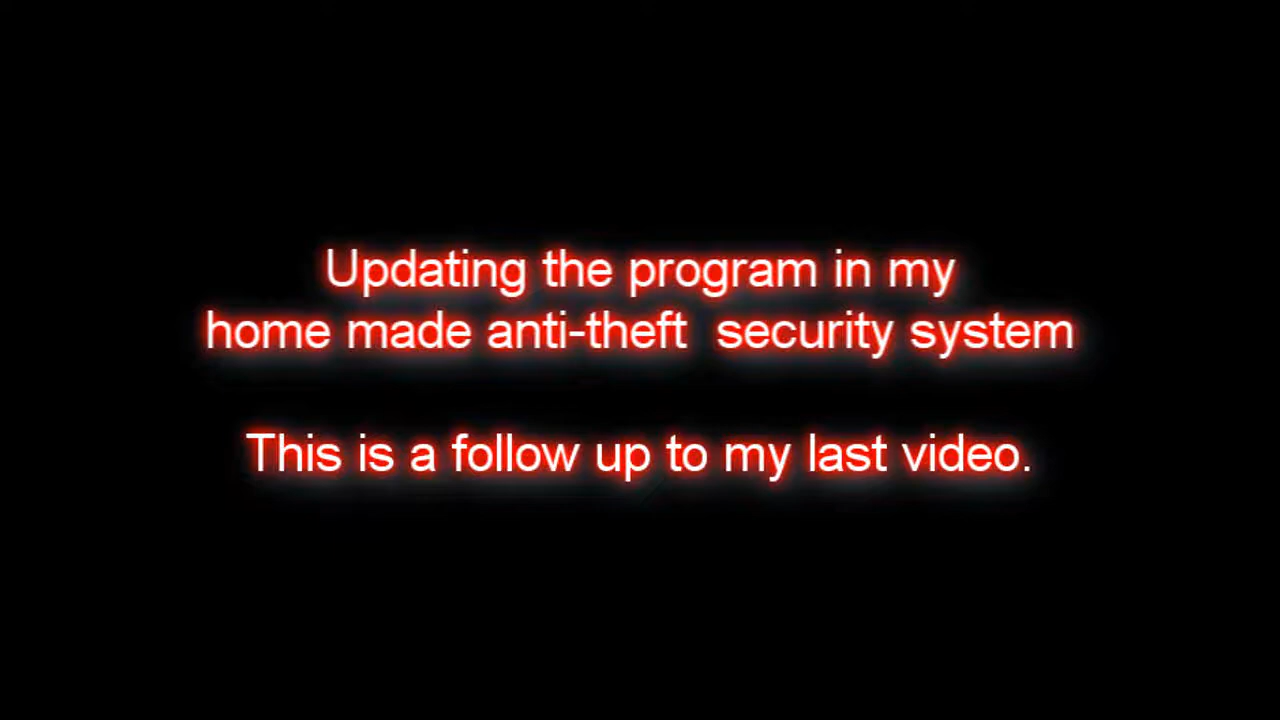 Updating the program in my
home made anti-theft  security system
This is a follow up to my last video.